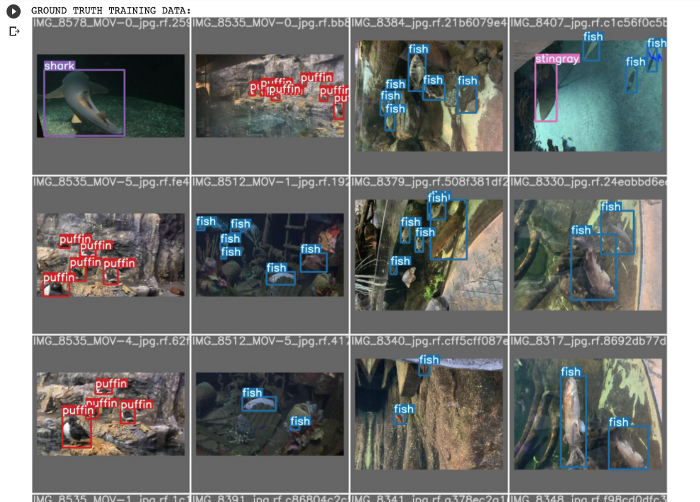 GROUND TRUTH TRAINING DATA:
IMG_8578_MOV-0_jpg.rf.259
IMG_8535_MOV-0_jpg.rf.bb8
IMG_8384_jpg.rf.21b6079e4
IMG_8407_jpg.rf.c1c56f0c5b
shark
puffin
puffin
puffin
puffin
fish
fish
fish
fish
fish
fish
stingray
fish
fish
fish
IMG_8535_MOV-5_jpg.rf.fe4
IMG_8512_MOV-1_jpg.rf.192
IMG_8379_jpg.rf.508f381df2
IMG_8330_jpg.rf.24eabbd6e
puffin
puffin
puffin
puffin
puffin
fish
fish
fish
fish
fish
fish
fish
fish
fish
fish
fish
fish
IMG_8535_MOV-4_jpg.rf.62f
IMG_8512_MOV-5_jpg.rf.417
IMG_8340_jpg.rf.cff5cff087e
IMG_8317_jpg.rf.8692db77d
puffin
puffin
puffin
puffin
fish
fish
fish
fish
fish
fish
IMG_8535_MOV-1_jpg.rf.1c1
IMG_8391_jpg.rf.c86804c2c
IMG_8341_jpg.rf.a378ec2a1
IMG_8348_jpg.rf.f98cd0dfc3